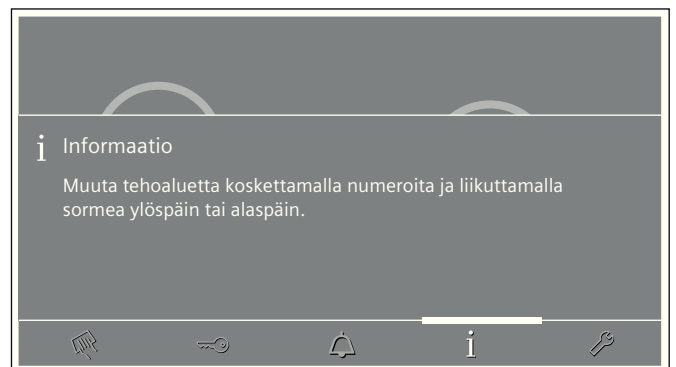 i Informaatio
Muuta tehoaluetta koskettamalla numeroita ja liikuttamalla
sormea ylöspäin tai alaspäin.
i